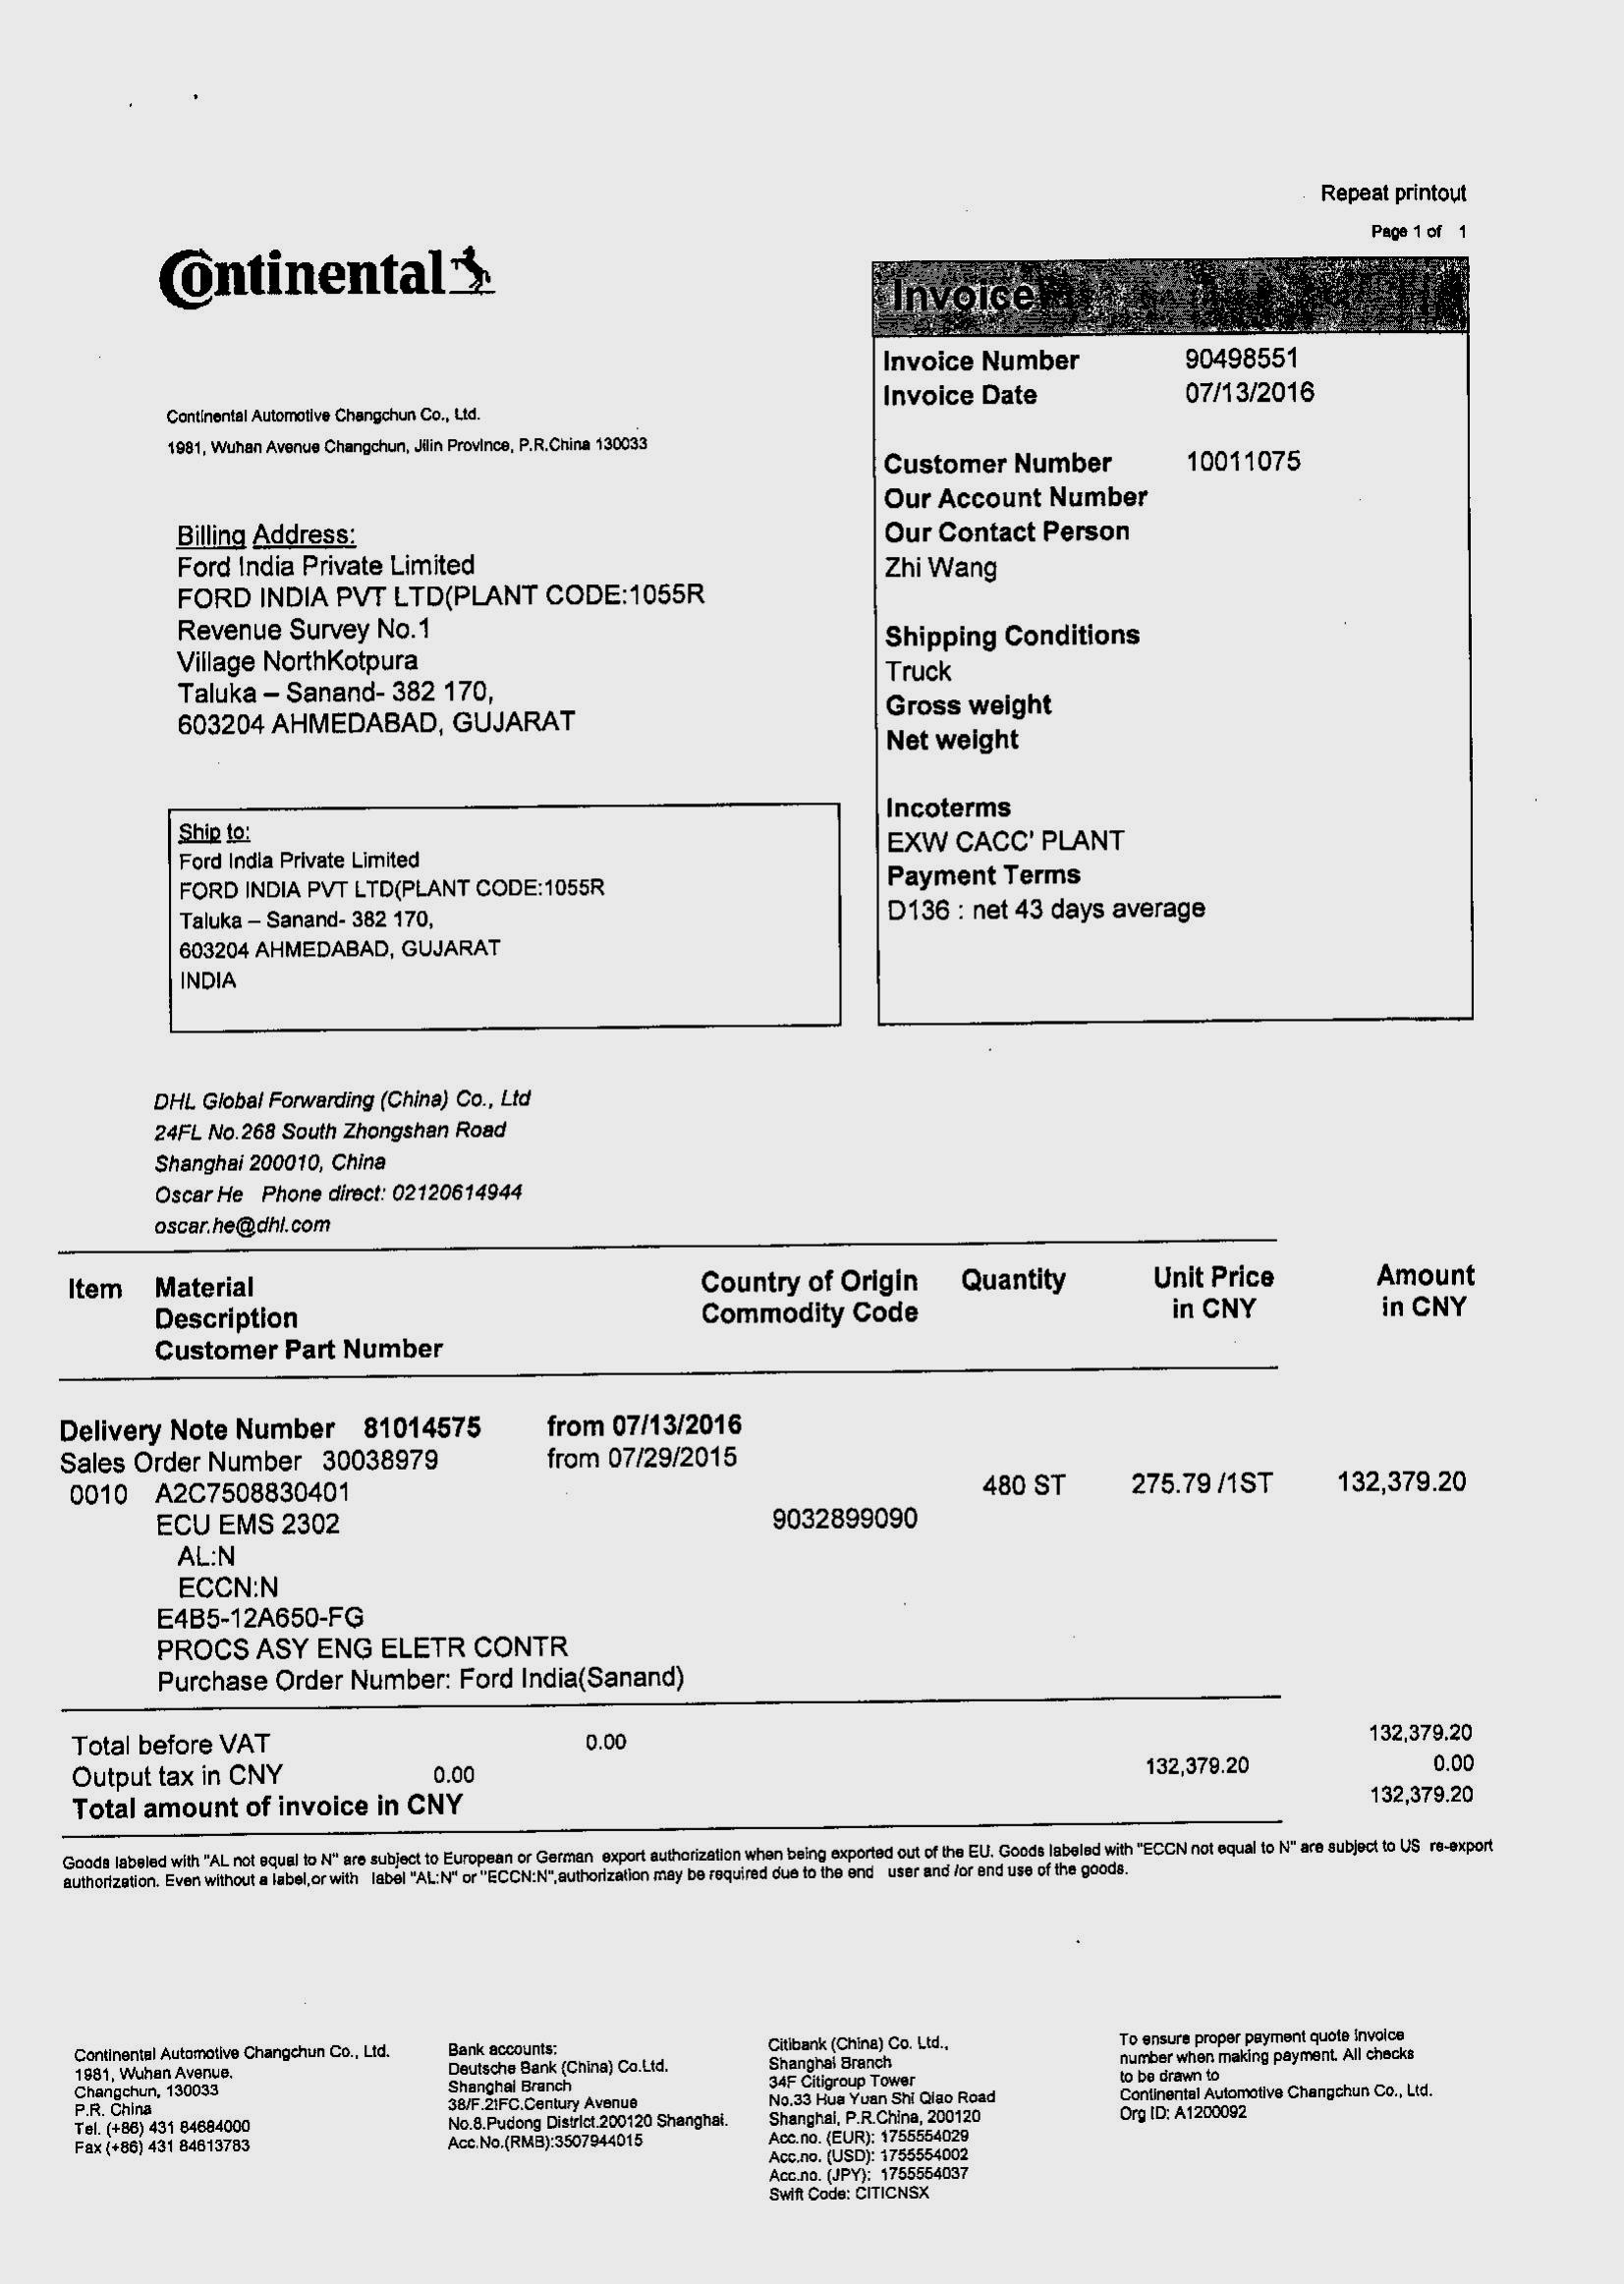 Repeat printout
Page 1 of 1
Continental
Invoice
Invoice Number 90498551
Invoice Date 07/13/2016
Continental Automotive Changchun Co., Ltd.
1981, Wuhan Avenue Changchun, Jilin Province, P.R.China 130033
Customer Number 10011075
Our Account Number
Our Contact Person
Zhi Wang
Billing Address:
Ford India Private Limited
FORD INDIA PVT LTD(PLANT CODE:1055R
Revenue Survey No.1
Village NorthKotpura
Taluka – Sanand- 382 170,
603204 AHMEDABAD, GUJARAT
Shipping Conditions
Truck
Gross weight
Net weight
Incoterms
EXW CACC' PLANT
Payment Terms
D136 : net 43 days average
Ship to:
Ford India Private Limited
FORD INDIA PVT LTD(PLANT CODE:1055R
Taluka – Sanand- 382 170,
603204 AHMEDABAD, GUJARAT
INDIA
DHL Global Forwarding (China) Co., Ltd
24FL No.268 South Zhongshan Road
Shanghai 200010, China
Oscar He Phone direct: 02120614944
oscar.he@dhl.com
Item Material Country of Origin Quantity Unit Price Amount
Description Commodity Code in CNY in CNY
Customer Part Number
Delivery Note Number 81014575 from 07/13/2016
Sales Order Number 30038979 from 07/29/2015
0010 A2C7508830401 480 ST 275.79 /1ST 132,379.20
ECU EMS 2302 9032899090
AL:N
ECCN:N
E4B5-12A650-FG
PROCS ASY ENG ELETR CONTR
Purchase Order Number: Ford India(Sanand)
Total before VAT 0.00 132,379.20
Output tax in CNY 0.00 132,379.20 0.00
Total amount of invoice in CNY 132,379.20
Goods labeled with "AL not equal to N" are subject to European or German export authorization when being exported out of the EU. Goods labeled with "ECCN not equal to N" are subject to US re-export
authorization. Even without a label,or with label "AL:N" or "ECCN:N",authorization may be required due to the end user and /or end use of the goods.
Continental Automotive Changchun Co., Ltd.
1981, Wuhan Avenue.
Changchun, 130033
P.R. China
Tel. (+86) 431 84684000
Fax (+86) 431 84613783
Bank accounts:
Deutsche Bank (China) Co.Ltd.
Shanghai Branch
38/F.2IFC.Century Avenue
No.8.Pudong District.200120 Shanghai.
Acc.No.(RMB):3507944015
Citibank (China) Co. Ltd.,
Shanghai Branch
34F Citigroup Tower
No.33 Hua Yuan Shi Qiao Road
Shanghai, P.R.China, 200120
Acc.no. (EUR): 1755554029
Acc.no. (USD): 1755554002
Acc.no. (JPY): 1755554037
Swift Code: CITICNSX
To ensure proper payment quote invoice
number when making payment. All checks
to be drawn to
Continental Automotive Changchun Co., Ltd.
Org ID: A1200092